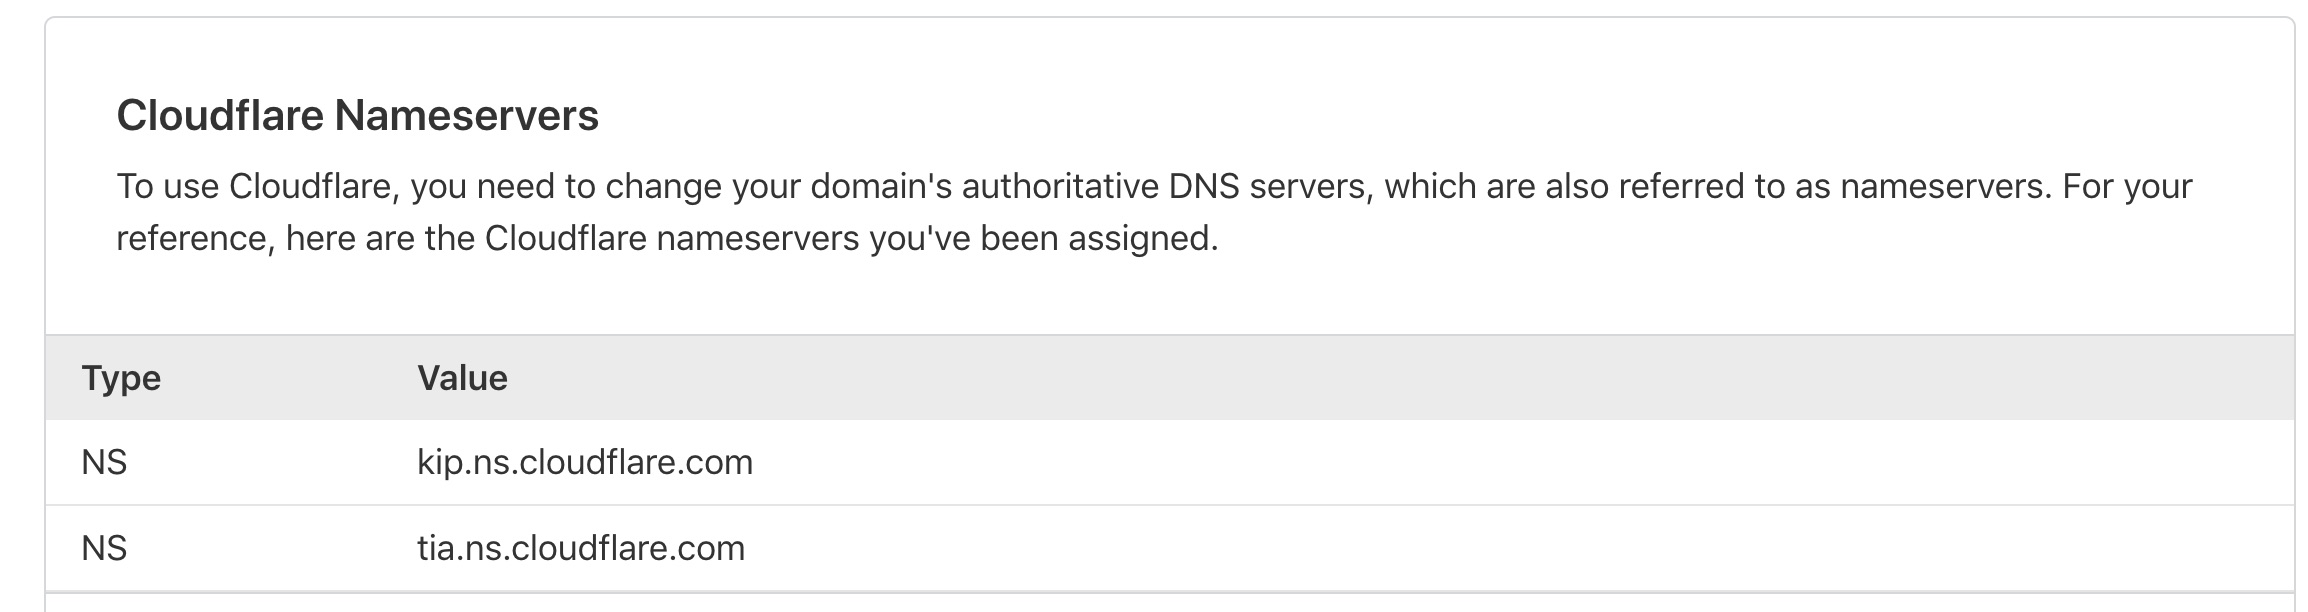 Cloudflare Nameservers
To use Cloudflare, you need to change your domain's authoritative DNS servers, which are also referred to as nameservers. For your
reference, here are the Cloudflare nameservers you've been assigned.
Type Value
NS kip.ns.cloudflare.com
NS tia.ns.cloudflare.com